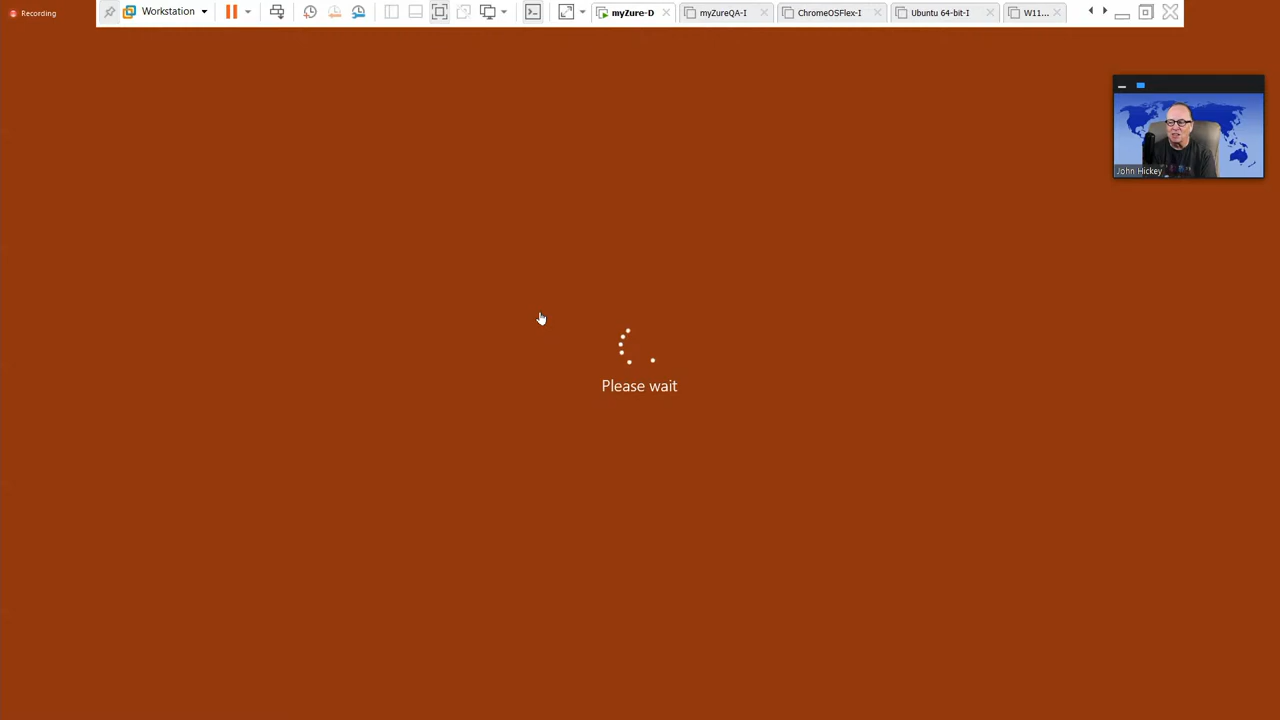 Recording
Workstation
myZure-D
myZureQA-I
ChromeOSFlex-I
Ubuntu 64-bit-I
W11...
John Hickey
Please wait